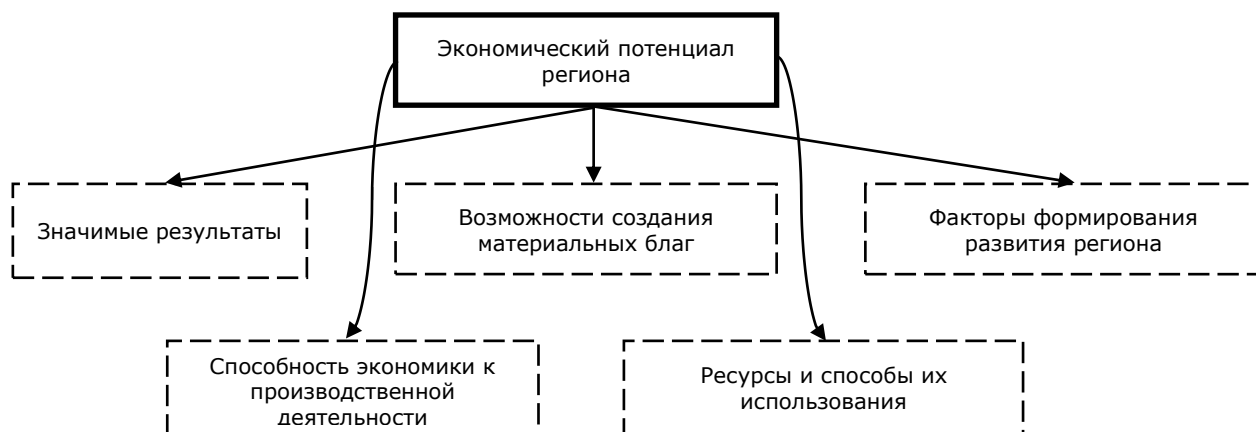 Экономический потенциал
региона
Значимые результаты
Возможности создания
материальных благ
Факторы формирования
развития региона
Способность экономики к
производственной
деятельности
Ресурсы и способы их
использования